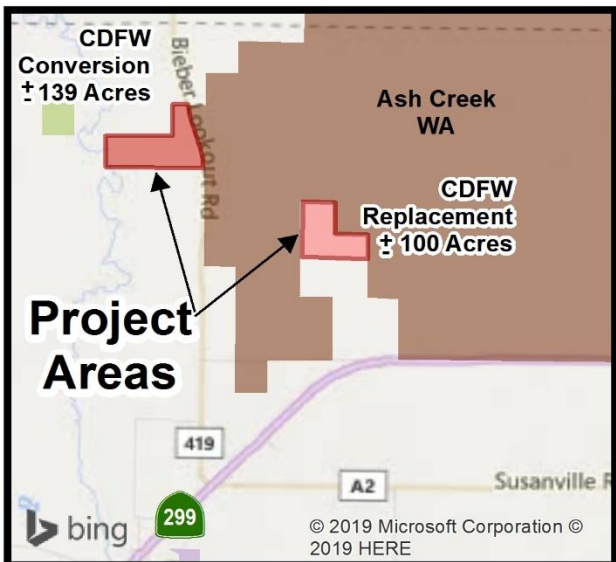 CDFW
Conversion
± 139 Acres
Bieber Lookout Rd
Ash Creek
WA
CDFW
Replacement
± 100 Acres
Project
Areas
419
A2
Susanville R
299
bing
© 2019 Microsoft Corporation ©
2019 HERE